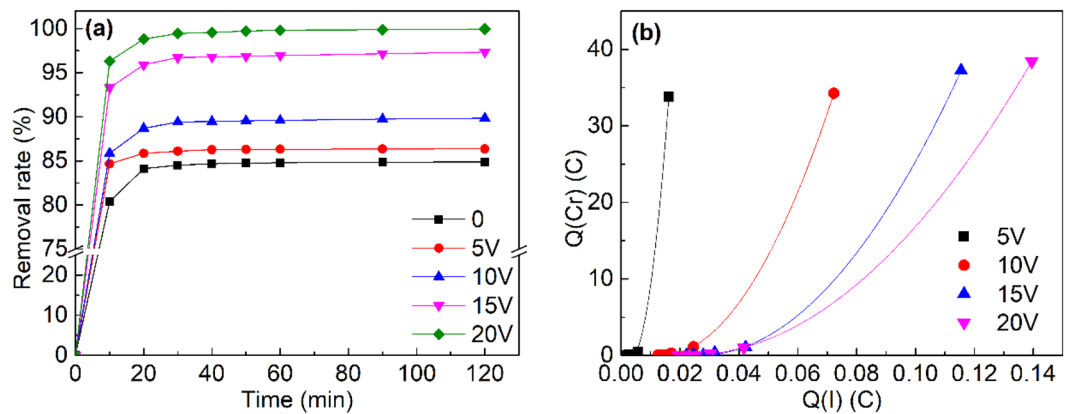 (a)
Removal rate (%)
100
95
90
85
80
75
20
15
10
5
0
0
5V
10V
15V
20V
0 20 40 60 80 100 120
Time (min)
(b)
Q(Cr) (C)
40
30
20
10
0
5V
10V
15V
20V
0.00 0.02 0.04 0.06 0.08 0.10 0.12 0.14
Q(I) (C)